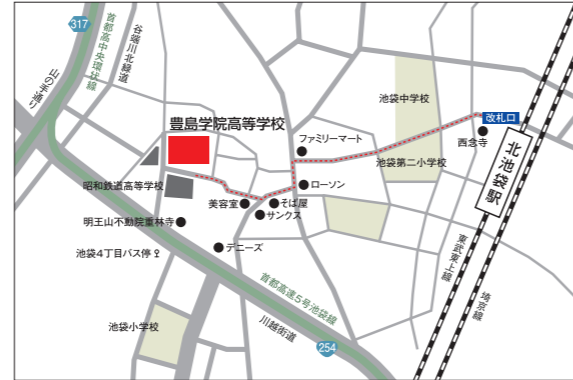 317
首都高中央環状線
谷端川北緑道
山の手通り
豊島学院高等学校
池袋中学校
改札口
ファミリーマート
西念寺
池袋第二小学校
北池袋駅
昭和鉄道高等学校
ローソン
美容室
そば屋
サンクス
明王山不動院重林寺
デニーズ
池袋4丁目バス停
東武東上線
埼京線
首都高速5号池袋線
川越街道
池袋小学校
254